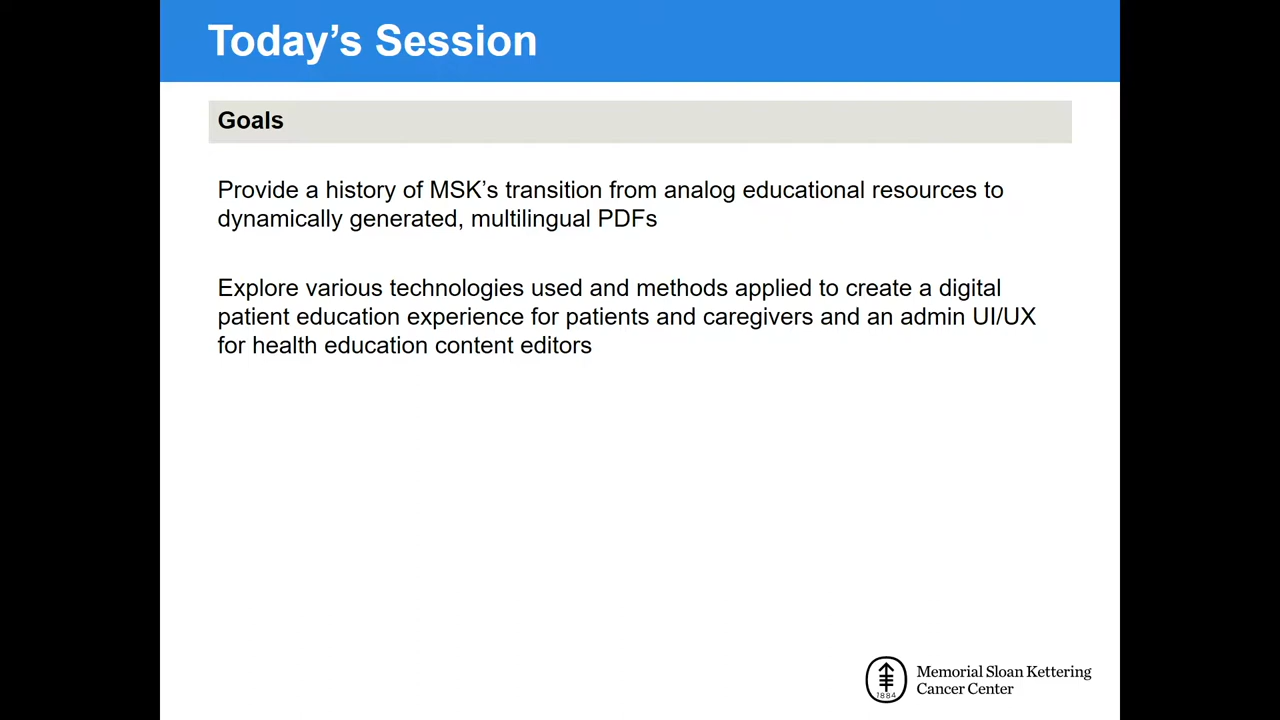 Today’s Session
Goals
Provide a history of MSK’s transition from analog educational resources to
dynamically generated, multilingual PDFs
Explore various technologies used and methods applied to create a digital
patient education experience for patients and caregivers and an admin UI/UX
for health education content editors
Memorial Sloan Kettering
Cancer Center
1884